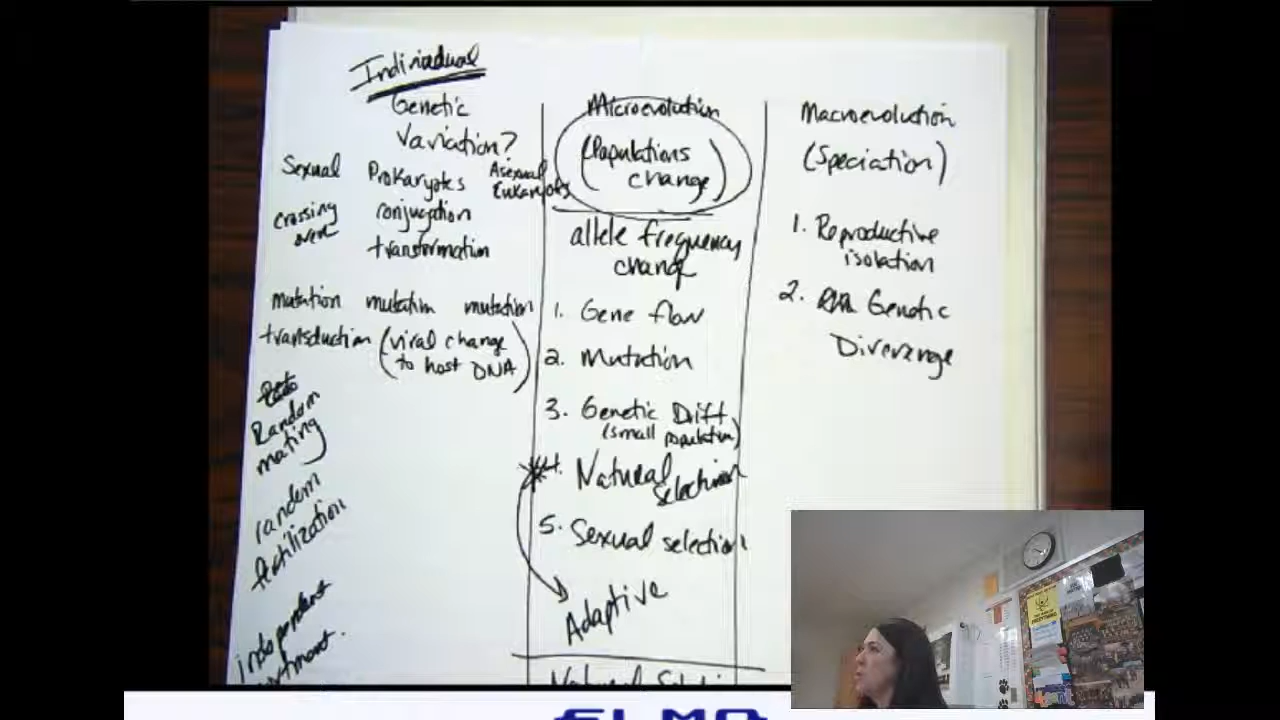 Individual
Genetic
Variation?
Sexual Prokaryotes Asexual
Eukaryotes
crossing
over
conjugation
transformation
mutation mutation mutation
transduction (viral change
to host DNA)
Random
mating
random
fertilization
independent
Microevolution
(Populations
change)
allele frequency
change
1. Gene flow
2. Mutation
3. Genetic Drift
(small population)
4. Natural
selection
5. Sexual selection
Adaptive
Macroevolution
(Speciation)
1. Reproductive
isolation
2. Genetic
Diverange
ELMO